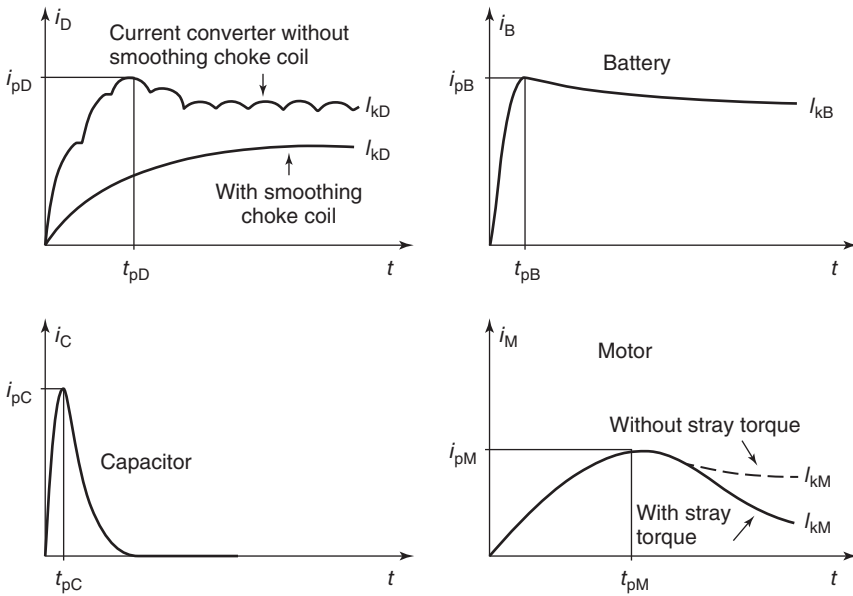 i_D
Current converter without
smoothing choke coil
i_pD
I_kD
I_kD
With smoothing
choke coil
t_pD
t
i_B
Battery
i_pB
I_kB
t_pB
t
i_C
i_pC
Capacitor
t_pC
t
i_M
Motor
Without stray torque
i_pM
I_kM
With stray
torque
I_kM
t_pM
t